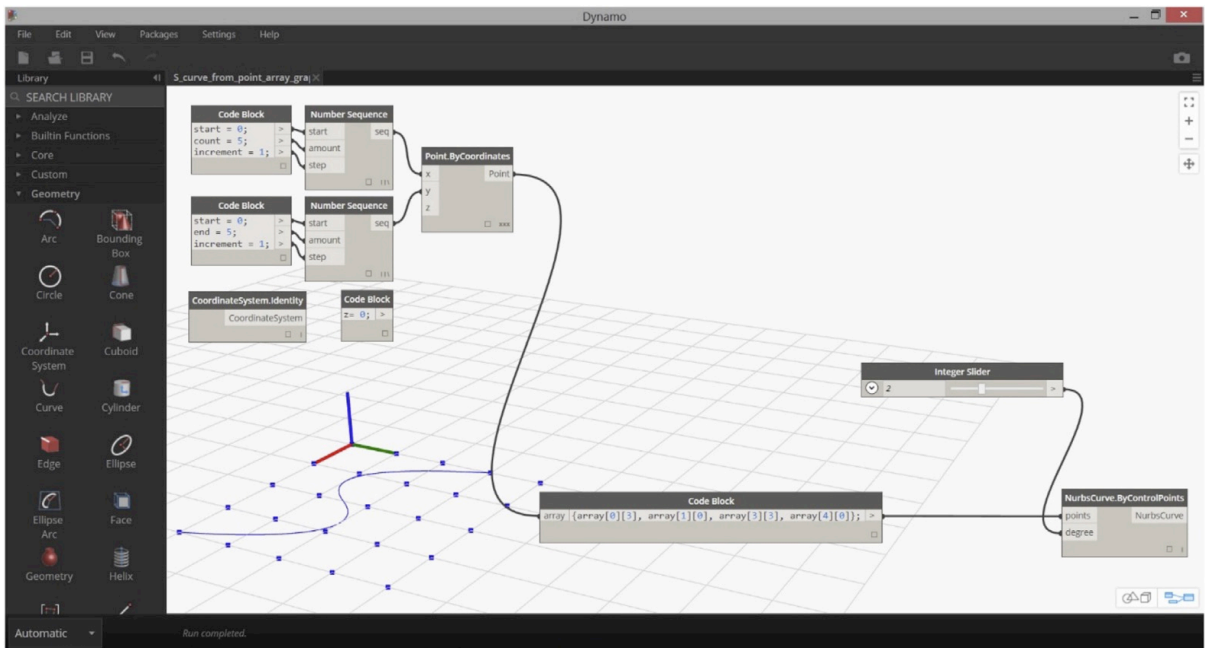 Dynamo
File Edit View Packages Settings Help
Library
S_curve_from_point_array_gra
SEARCH LIBRARY
Analyze
Builtin Functions
Core
Custom
Geometry
Arc
Bounding Box
Circle
Cone
Coordinate System
Cuboid
Curve
Cylinder
Edge
Ellipse
Ellipse Arc
Face
Geometry
Helix
Code Block
start = 0; >
count = 5; >
increment = 1; >
Number Sequence
start seq
amount
step
Point.ByCoordinates
x Point
y
z
Code Block
start = 0; >
end = 5; >
increment = 1; >
Number Sequence
start seq
amount
step
CoordinateSystem.Identity
CoordinateSystem
Code Block
z= 0; >
Integer Slider
2 >
Code Block
array {array[0][3], array[1][0], array[3][3], array[4][0]}; >
NurbsCurve.ByControlPoints
points NurbsCurve
degree
Automatic
Run completed.